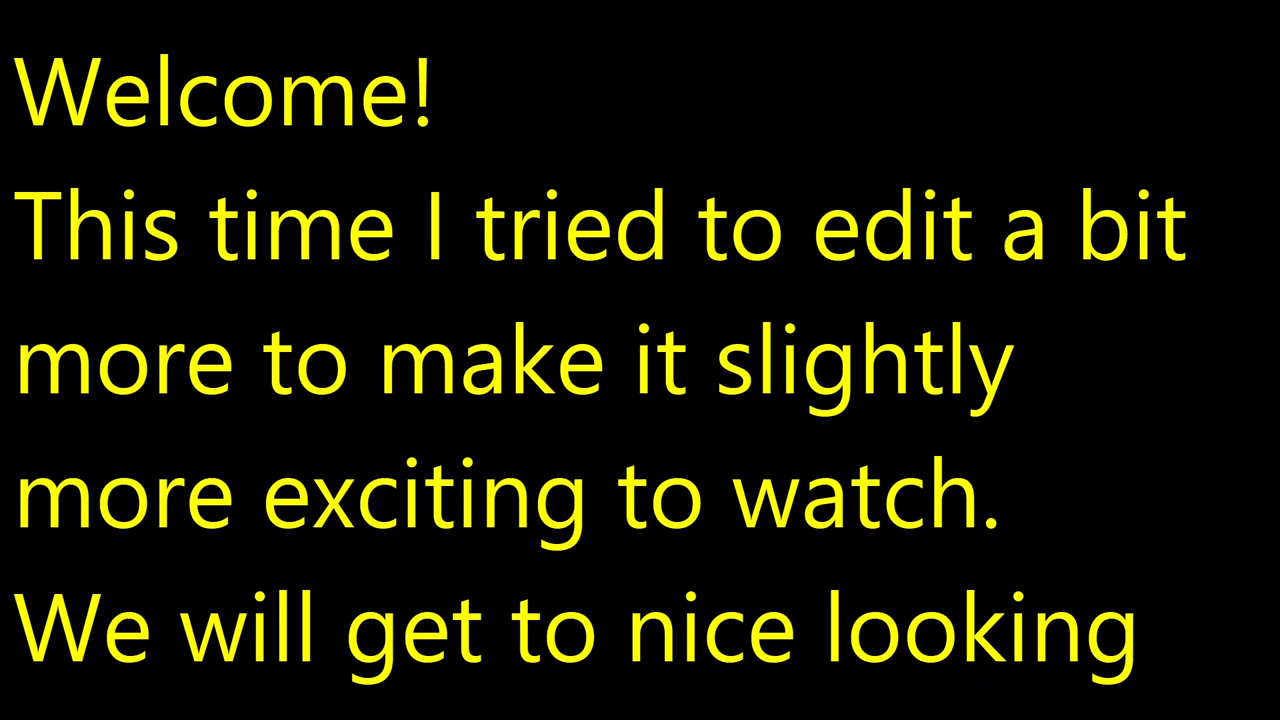 Welcome!
This time I tried to edit a bit
more to make it slightly
more exciting to watch.
We will get to nice looking